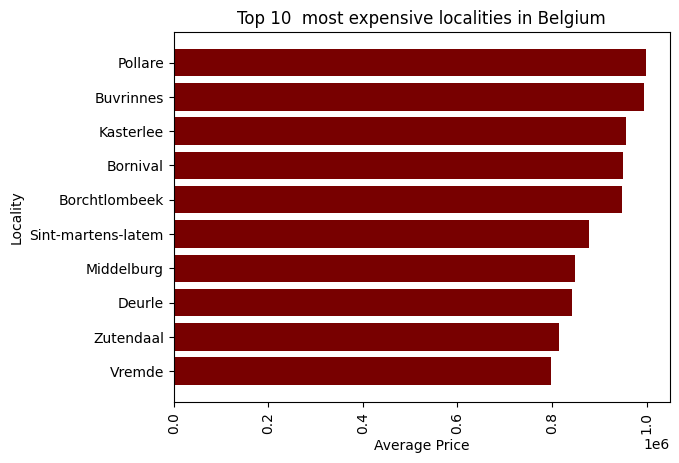 Top 10  most expensive localities in Belgium
Locality
Pollare
Buvrinnes
Kasterlee
Bornival
Borchtlombeek
Sint-martens-latem
Middelburg
Deurle
Zutendaal
Vremde
0.0
0.2
0.4
0.6
0.8
1.0
Average Price
1e6